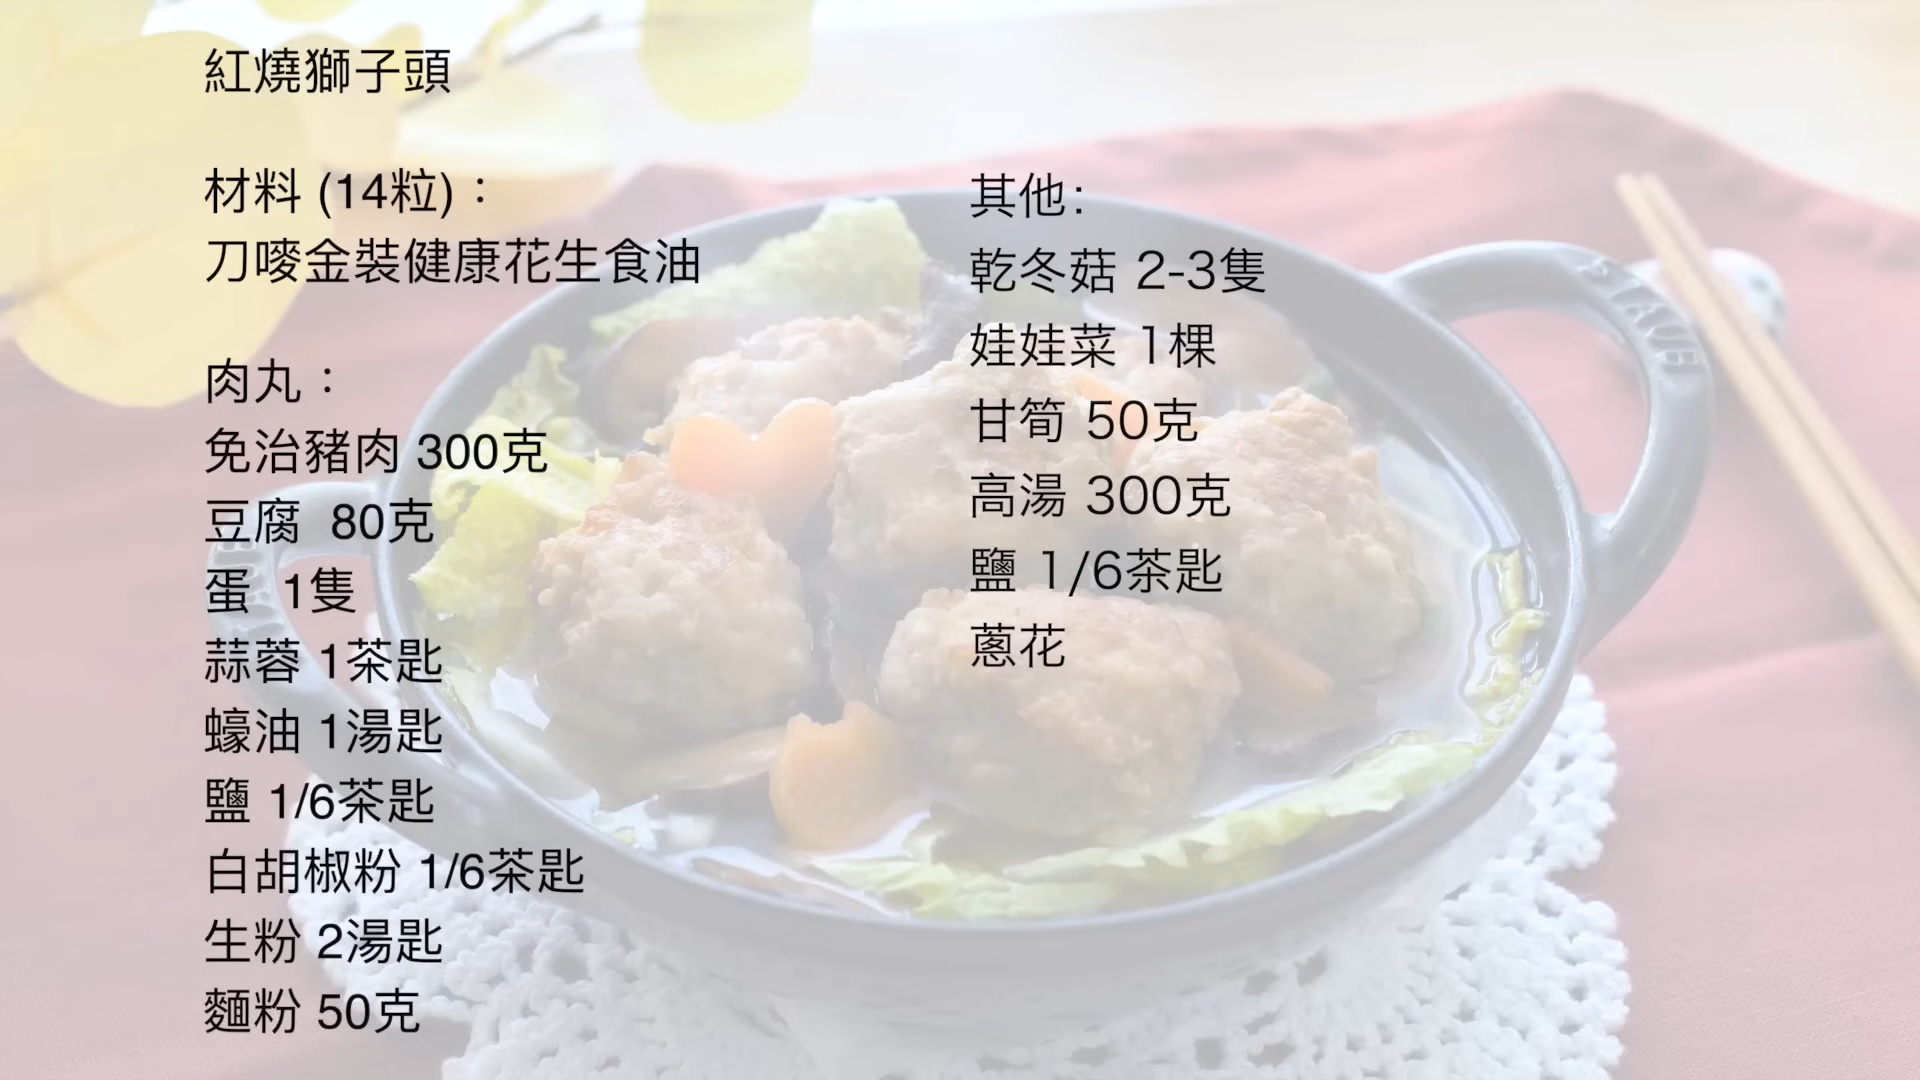 紅燒獅子頭
材料 (14粒)：
刀嘜金裝健康花生食油
肉丸：
免治豬肉 300克
豆腐  80克
蛋  1隻
蒜蓉 1茶匙
蠔油 1湯匙
鹽 1/6茶匙
白胡椒粉 1/6茶匙
生粉 2湯匙
麵粉 50克
其他：
乾冬菇 2-3隻
娃娃菜 1棵
甘筍 50克
高湯 300克
鹽 1/6茶匙
蔥花
STAUB